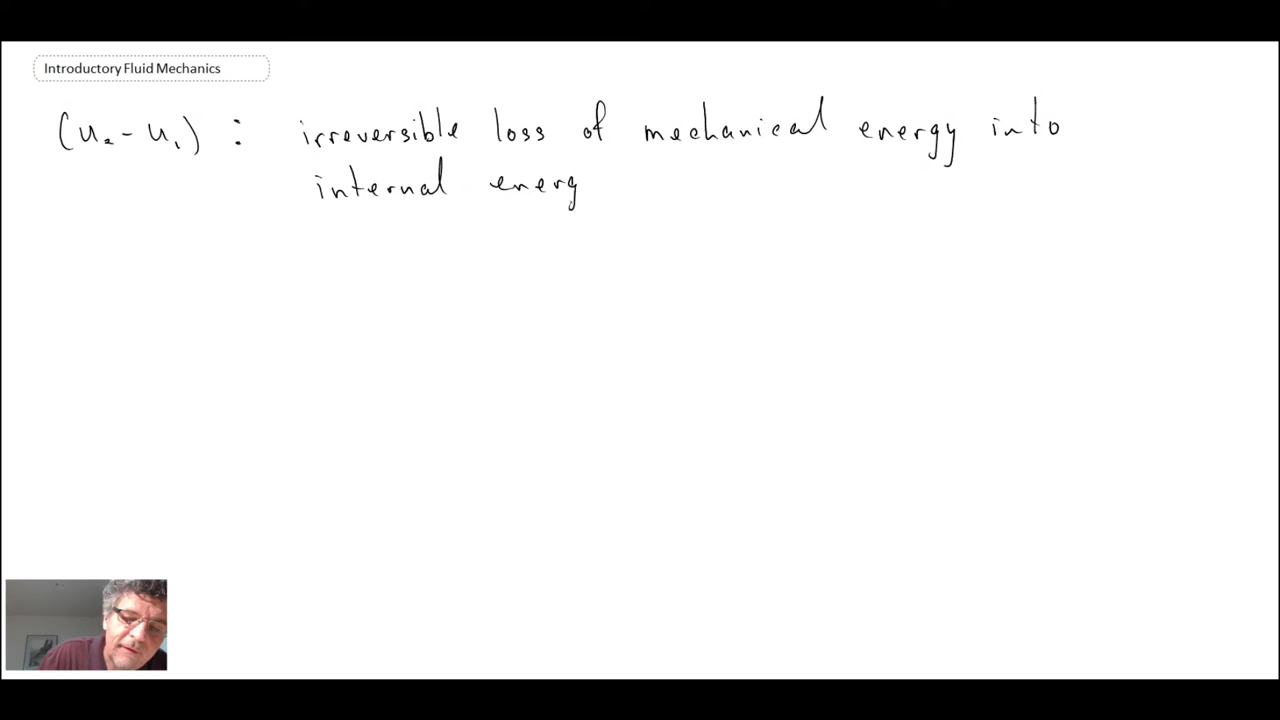 Introductory Fluid Mechanics
(u₂ - u₁) : irreversible loss of mechanical energy into
internal energ